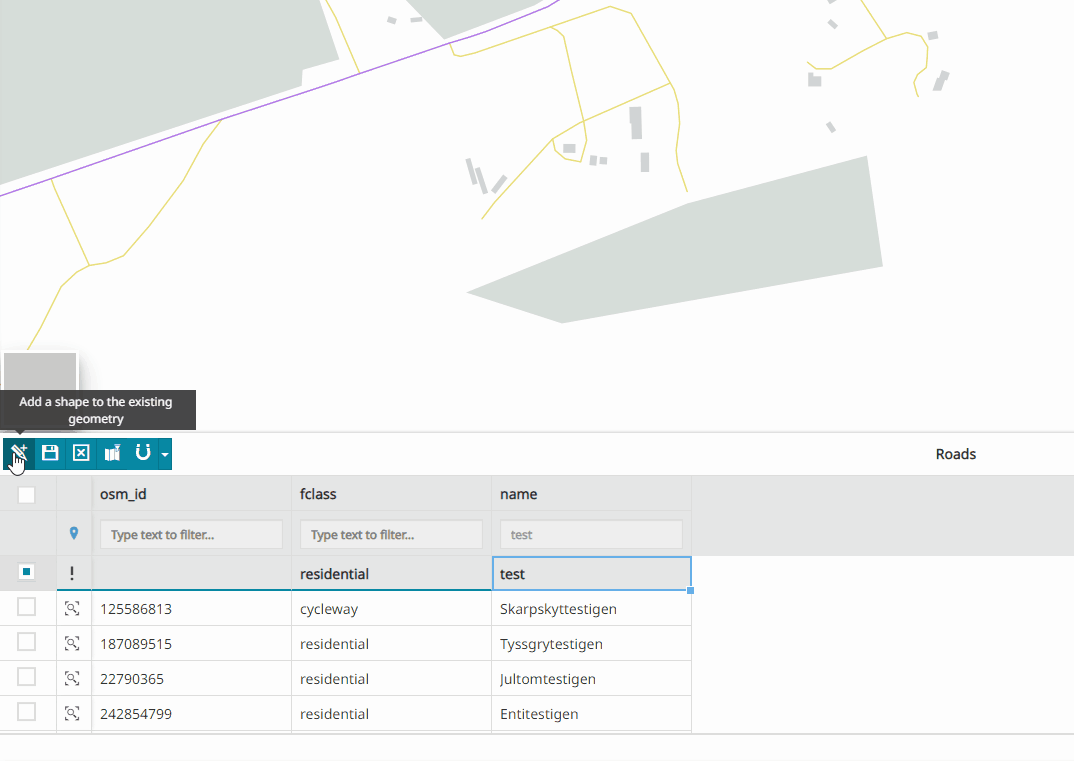 Add a shape to the existing
geometry
Roads
osm_id fclass name
Type text to filter... Type text to filter... test
! residential test
125586813 cycleway Skarpskyttestigen
187089515 residential Tyssgrytestigen
22790365 residential Jultomtestigen
242854799 residential Entitestigen